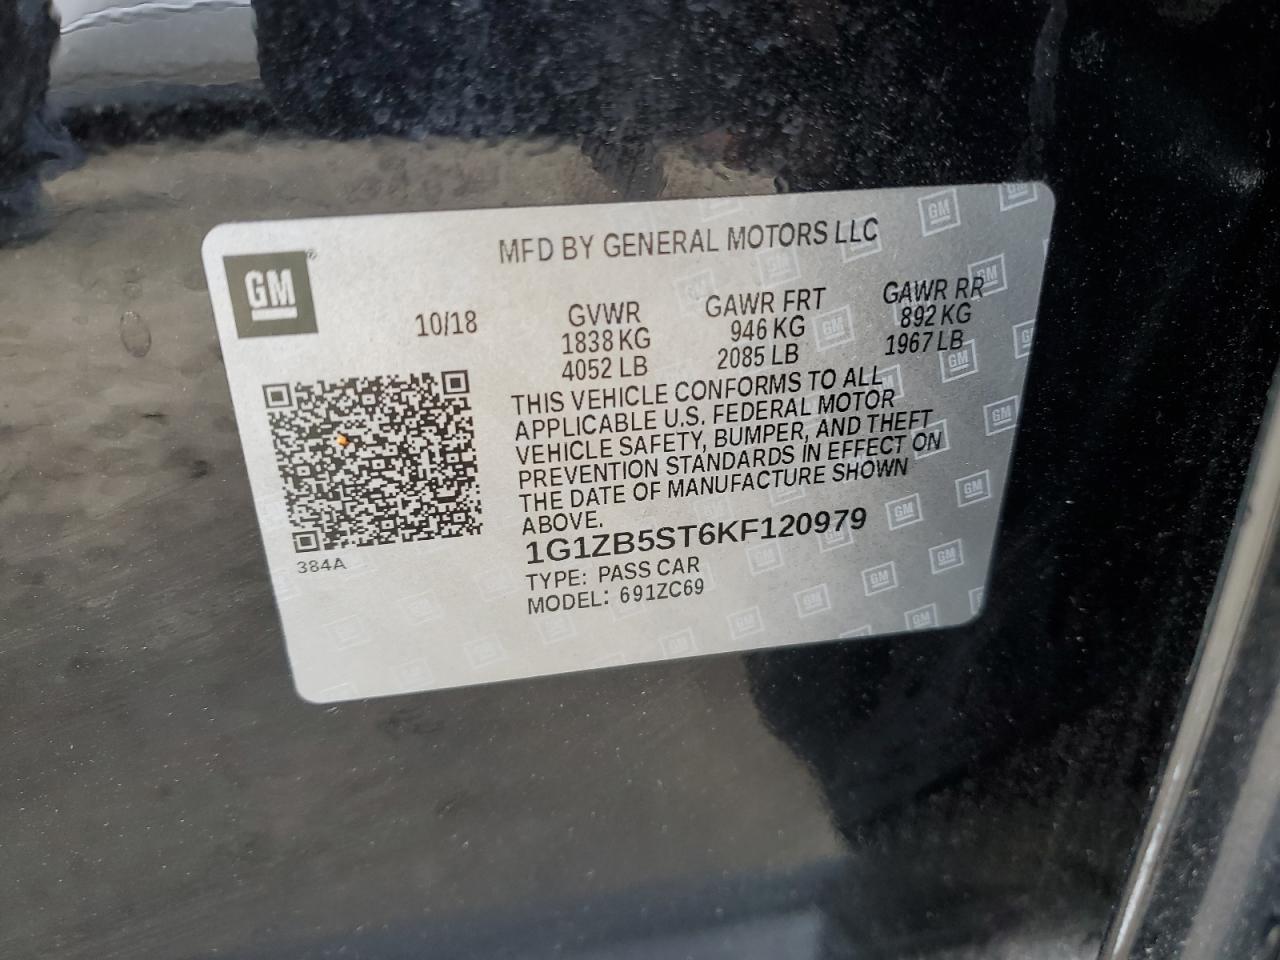 MFD BY GENERAL MOTORS LLC
GM®
10/18
GVWR GAWR FRT GAWR RR
1838 KG 946 KG 892 KG
4052 LB 2085 LB 1967 LB
THIS VEHICLE CONFORMS TO ALL
APPLICABLE U.S. FEDERAL MOTOR
VEHICLE SAFETY, BUMPER, AND THEFT
PREVENTION STANDARDS IN EFFECT ON
THE DATE OF MANUFACTURE SHOWN
ABOVE.
1G1ZB5ST6KF120979
384A
TYPE: PASS CAR
MODEL: 691ZC69